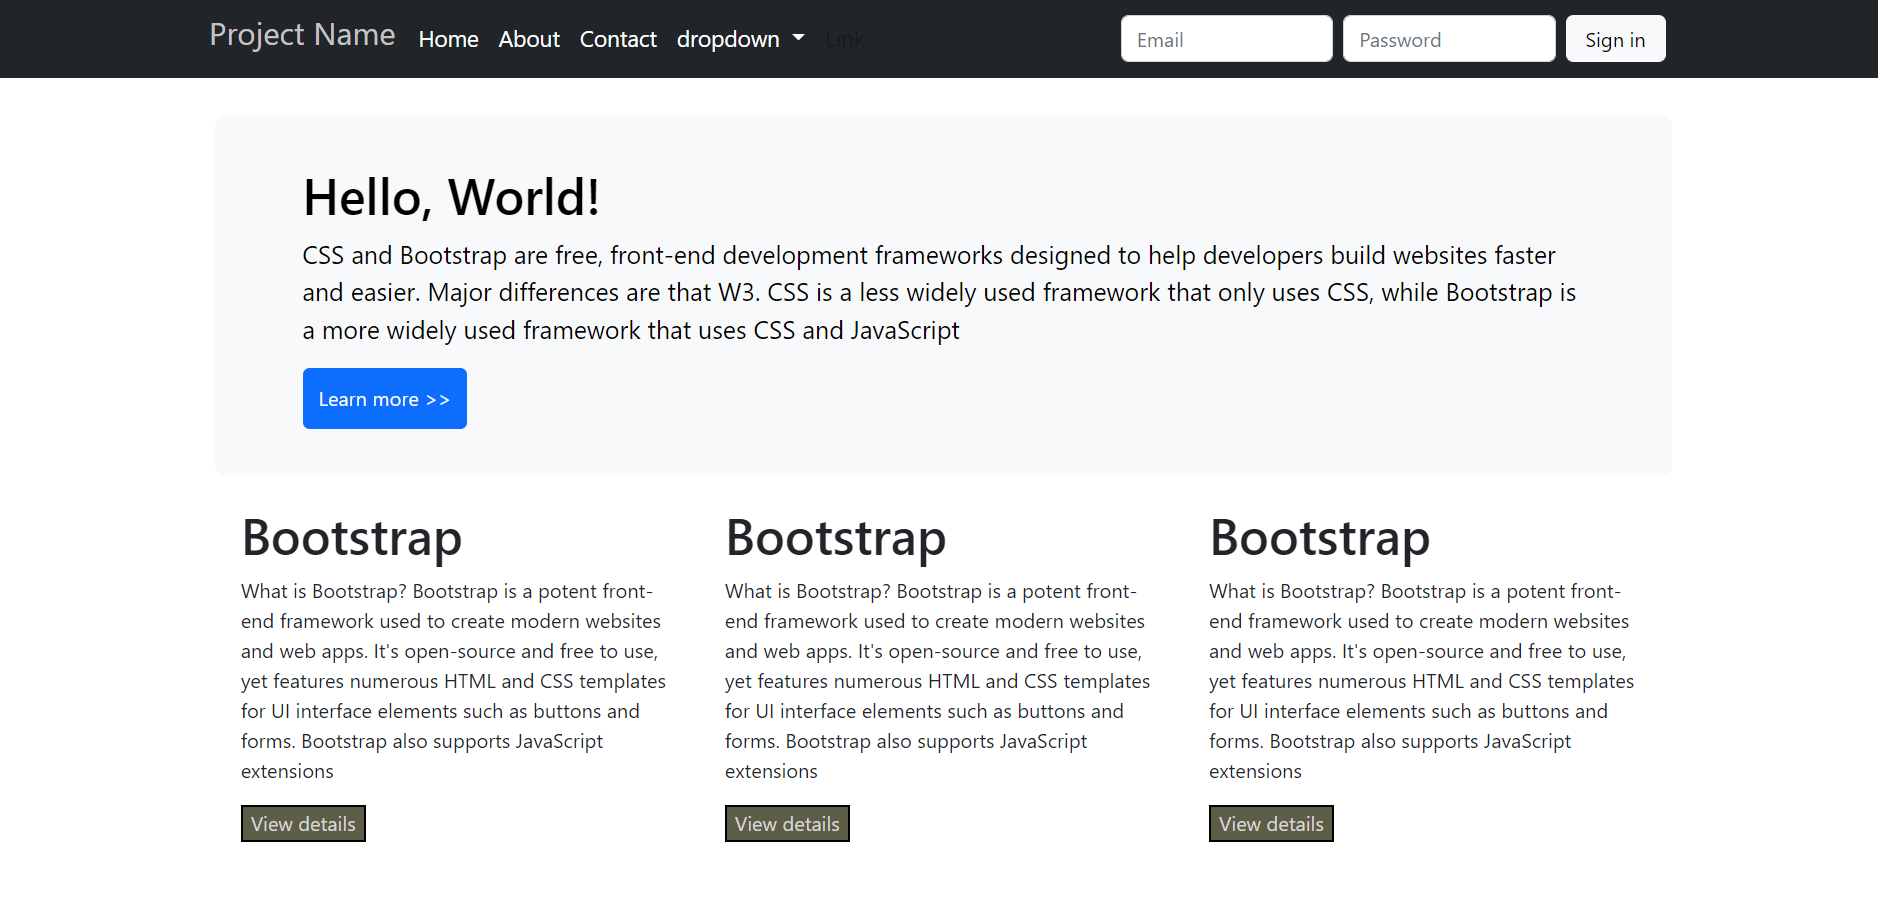 Project Name Home About Contact dropdown Link Email Password Sign in
Hello, World!
CSS and Bootstrap are free, front-end development frameworks designed to help developers build websites faster
and easier. Major differences are that W3. CSS is a less widely used framework that only uses CSS, while Bootstrap is
a more widely used framework that uses CSS and JavaScript
Learn more >>
Bootstrap
What is Bootstrap? Bootstrap is a potent front-
end framework used to create modern websites
and web apps. It's open-source and free to use,
yet features numerous HTML and CSS templates
for UI interface elements such as buttons and
forms. Bootstrap also supports JavaScript
extensions
View details
Bootstrap
What is Bootstrap? Bootstrap is a potent front-
end framework used to create modern websites
and web apps. It's open-source and free to use,
yet features numerous HTML and CSS templates
for UI interface elements such as buttons and
forms. Bootstrap also supports JavaScript
extensions
View details
Bootstrap
What is Bootstrap? Bootstrap is a potent front-
end framework used to create modern websites
and web apps. It's open-source and free to use,
yet features numerous HTML and CSS templates
for UI interface elements such as buttons and
forms. Bootstrap also supports JavaScript
extensions
View details